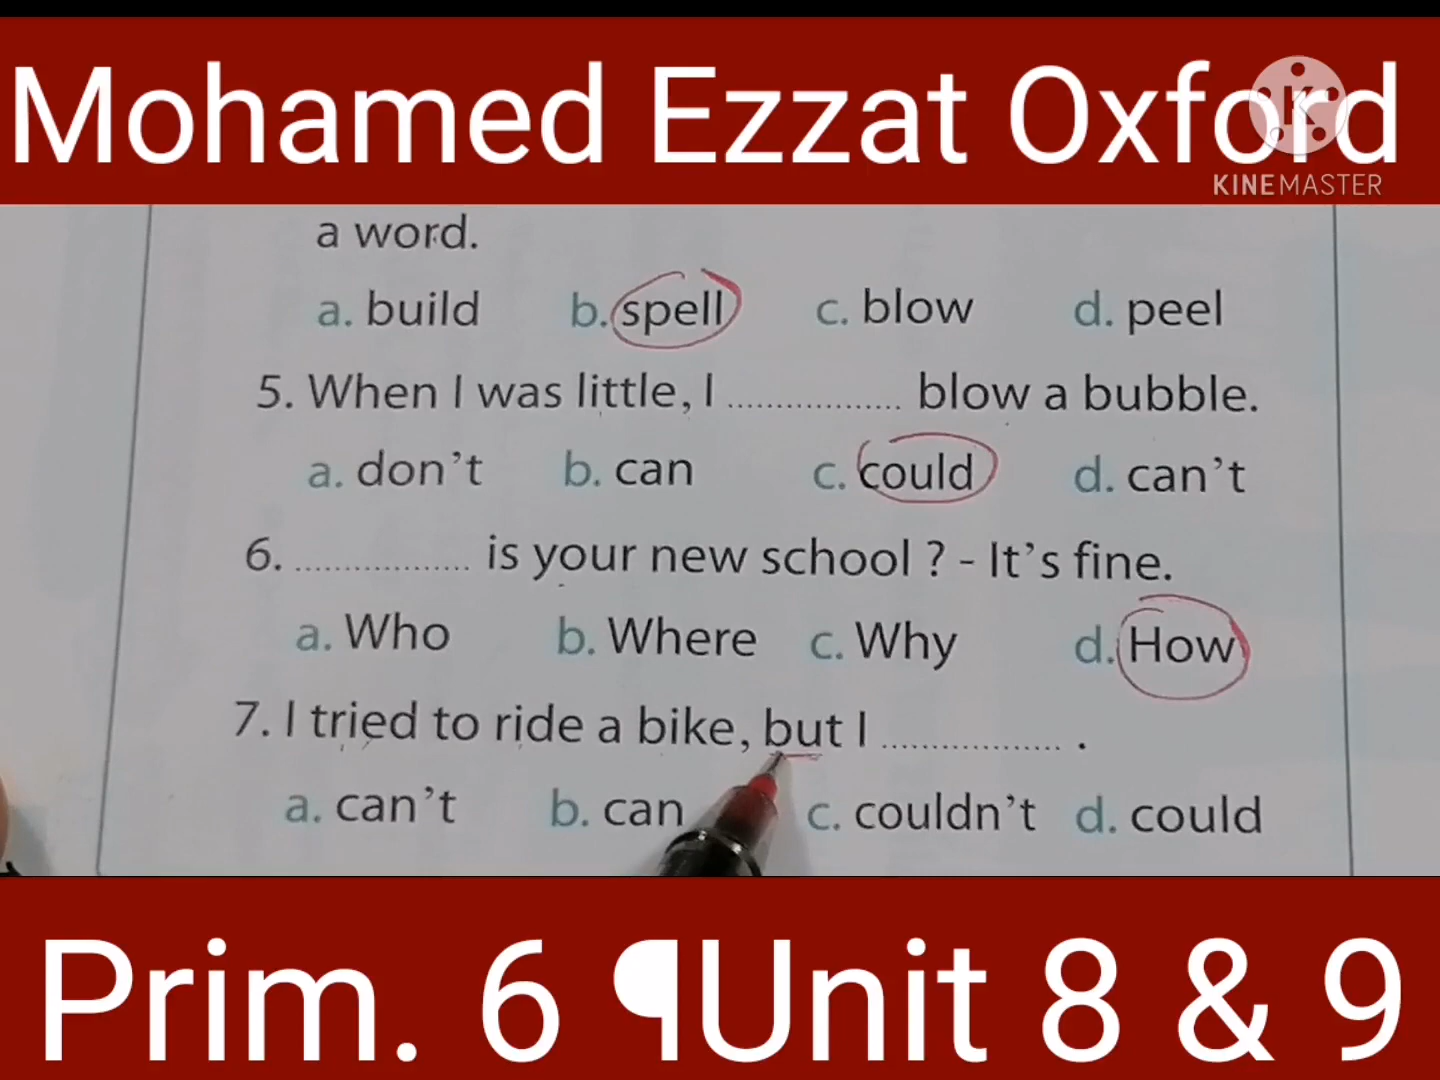 Mohamed Ezzat Oxford
KINEMASTER
a word.
a. build b. spell c. blow d. peel
5. When I was little, I ................. blow a bubble.
a. don't b. can c. could d. can't
6. ................. is your new school ? - It's fine.
a. Who b. Where c. Why d. How
7. I tried to ride a bike, but I ................. .
a. can't b. can c. couldn't d. could
Prim. 6 ¶Unit 8 & 9